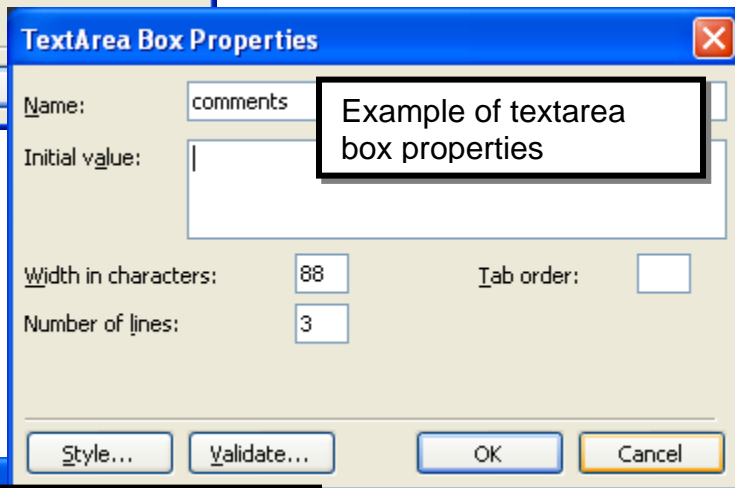 TextArea Box Properties
Name: comments
Example of textarea
box properties
Initial value:
Width in characters: 88 Tab order:
Number of lines: 3
Style... Validate... OK Cancel